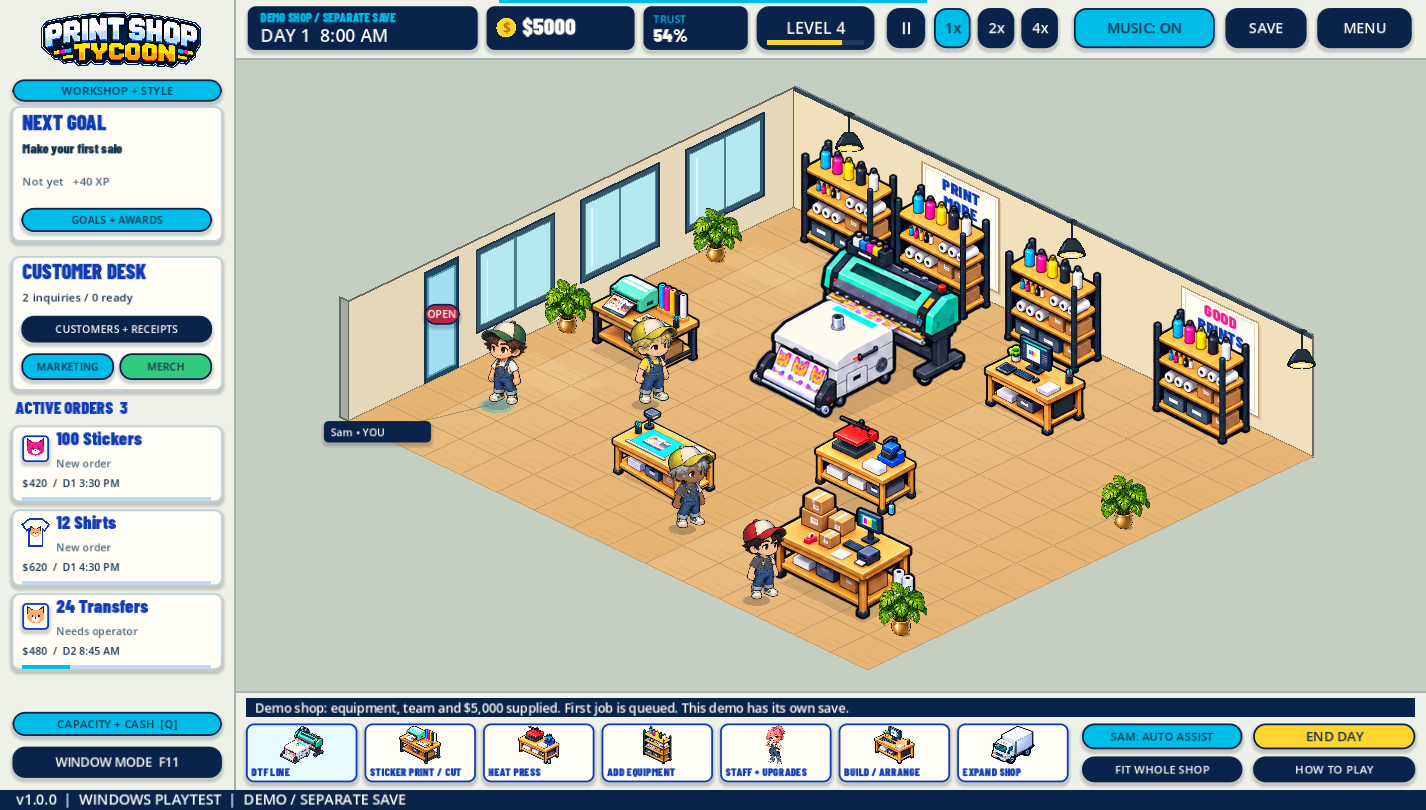 PRINT SHOP
TYCOON
WORKSHOP + STYLE
NEXT GOAL
Make your first sale
Not yet +40 XP
GOALS + AWARDS
CUSTOMER DESK
2 inquiries / 0 ready
CUSTOMERS + RECEIPTS
MARKETING
MERCH
ACTIVE ORDERS 3
100 Stickers
New order
$420 / D1 3:30 PM
12 Shirts
New order
$620 / D1 4:30 PM
24 Transfers
Needs operator
$480 / D2 8:45 AM
CAPACITY + CASH [Q]
WINDOW MODE F11
DEMO SHOP / SEPARATE SAVE
DAY 1 8:00 AM
$ $5000
TRUST
54%
LEVEL 4
II
1x
2x
4x
MUSIC: ON
SAVE
MENU
PRINT
MORE
OPEN
GOOD
PRINTS
Sam • YOU
Demo shop: equipment, team and $5,000 supplied. First job is queued. This demo has its own save.
DTF LINE
STICKER PRINT / CUT
HEAT PRESS
ADD EQUIPMENT
STAFF + UPGRADES
BUILD / ARRANGE
EXPAND SHOP
SAM: AUTO ASSIST
END DAY
FIT WHOLE SHOP
HOW TO PLAY
v1.0.0 | WINDOWS PLAYTEST | DEMO / SEPARATE SAVE